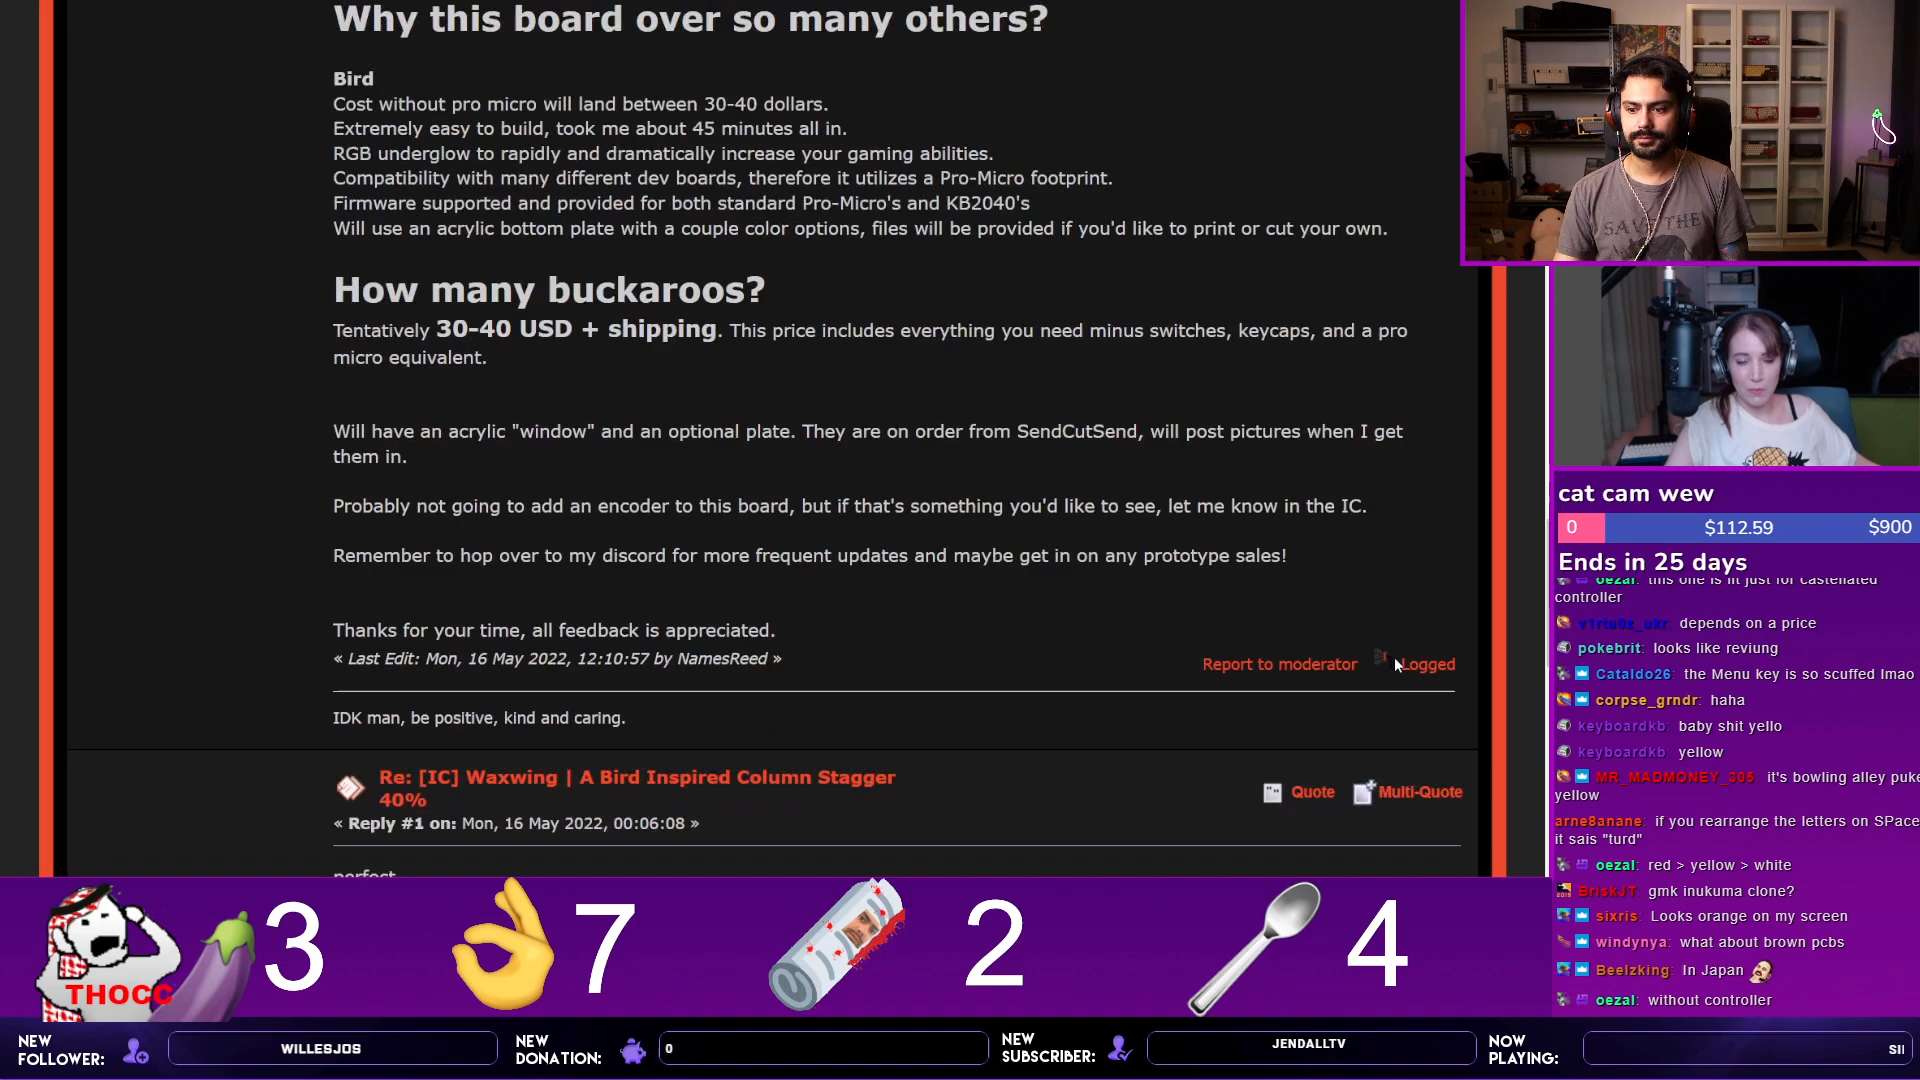 Why this board over so many others?
Bird
Cost without pro micro will land between 30-40 dollars.
Extremely easy to build, took me about 45 minutes all in.
RGB underglow to rapidly and dramatically increase your gaming abilities.
Compatibility with many different dev boards, therefore it utilizes a Pro-Micro footprint.
Firmware supported and provided for both standard Pro-Micro's and KB2040's
Will use an acrylic bottom plate with a couple color options, files will be provided if you'd like to print or cut your own.
How many buckaroos?
Tentatively 30-40 USD + shipping. This price includes everything you need minus switches, keycaps, and a pro
micro equivalent.
Will have an acrylic "window" and an optional plate. They are on order from SendCutSend, will post pictures when I get
them in.
Probably not going to add an encoder to this board, but if that's something you'd like to see, let me know in the IC.
Remember to hop over to my discord for more frequent updates and maybe get in on any prototype sales!
Thanks for your time, all feedback is appreciated.
« Last Edit: Mon, 16 May 2022, 12:10:57 by NamesReed »
Report to moderator Logged
IDK man, be positive, kind and caring.
Re: [IC] Waxwing | A Bird Inspired Column Stagger
40%
Quote Multi-Quote
« Reply #1 on: Mon, 16 May 2022, 00:06:08 »
perfect
SAVE THE
cat cam wew
0 $112.59 $900
Ends in 25 days
oezal: this one is fit just for castellated
controller
v1rtu0z_ukr: depends on a price
pokebrit: looks like reviung
Cataldo26: the Menu key is so scuffed lmao
corpse_grndr: haha
keyboardkb: baby shit yello
keyboardkb: yellow
MR_MADMONEY_305: it's bowling alley puke
yellow
arne8anane: if you rearrange the letters on SPace
it sais "turd"
oezal: red > yellow > white
BriskJT: gmk inukuma clone?
sixris: Looks orange on my screen
windynya: what about brown pcbs
Beelzking: In Japan
oezal: without controller
THOCC 3 7 2 4
NEW
FOLLOWER: WILLESJOS
NEW
DONATION: 0
NEW
SUBSCRIBER: JENDALLTV
NOW
PLAYING: